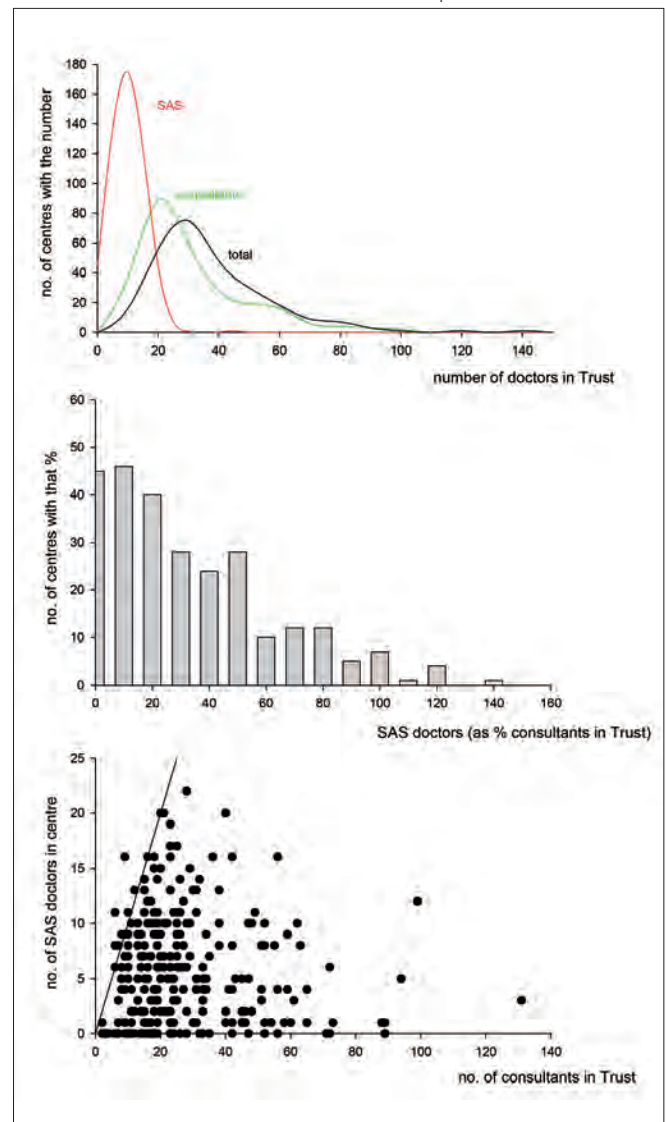 180
160
140
120
100
80
60
40
20
0
no. of centres with the number
SAS
total
0 20 40 60 80 100 120 140
number of doctors in Trust
60
50
40
30
20
10
0
no. of centres with that %
0 20 40 60 80 100 120 140 160
SAS doctors (as % consultants in Trust)
25
20
15
10
5
0
no. of SAS doctors in centre
0 20 40 60 80 100 120 140
no. of consultants in Trust